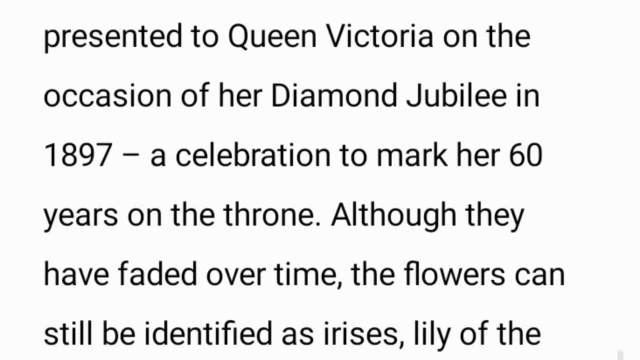 presented to Queen Victoria on the
occasion of her Diamond Jubilee in
1897 – a celebration to mark her 60
years on the throne. Although they
have faded over time, the flowers can
still be identified as irises, lily of the